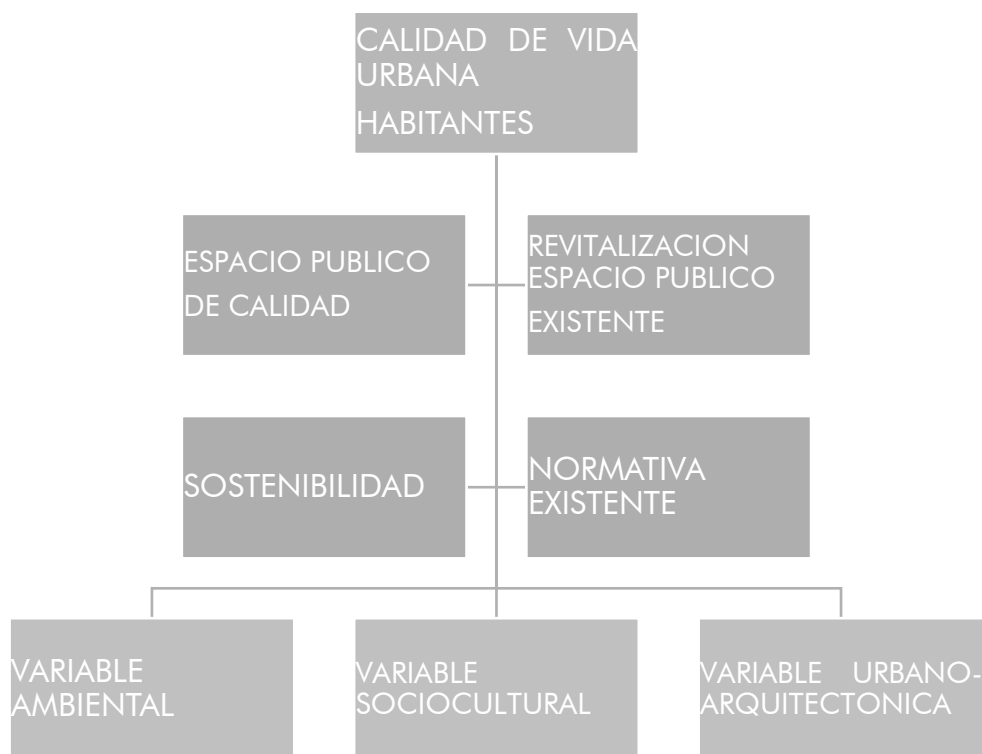 CALIDAD DE VIDA
URBANA
HABITANTES
ESPACIO PUBLICO
DE CALIDAD
REVITALIZACION
ESPACIO PUBLICO
EXISTENTE
SOSTENIBILIDAD
NORMATIVA
EXISTENTE
VARIABLE
AMBIENTAL
VARIABLE
SOCIOCULTURAL
VARIABLE URBANO-
ARQUITECTONICA